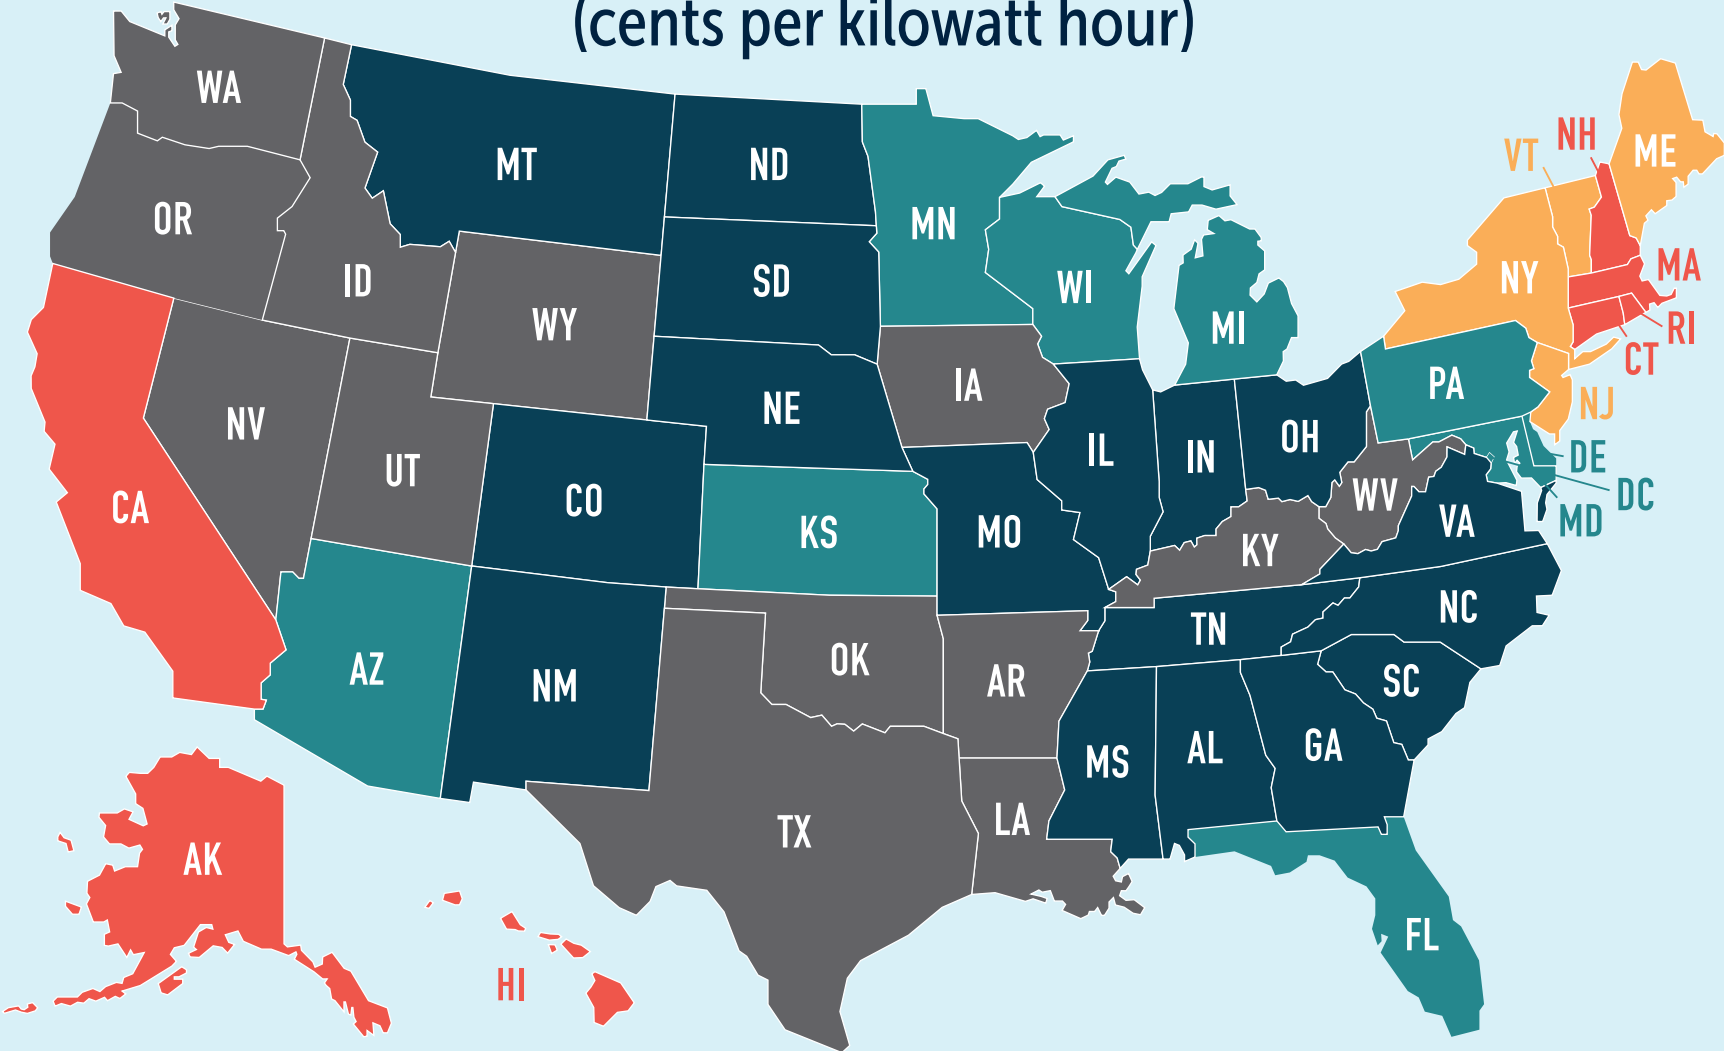 (cents per kilowatt hour)
WA
MT
ND
VT
NH
ME
OR
MN
ID
SD
WI
NY
MA
WY
MI
RI
CT
IA
PA
NE
NJ
NV
UT
CO
IL
IN
OH
DE
CA
KS
MO
WV
DC
VA
MD
KY
NC
TN
AZ
NM
OK
AR
SC
MS
AL
GA
TX
LA
AK
FL
HI